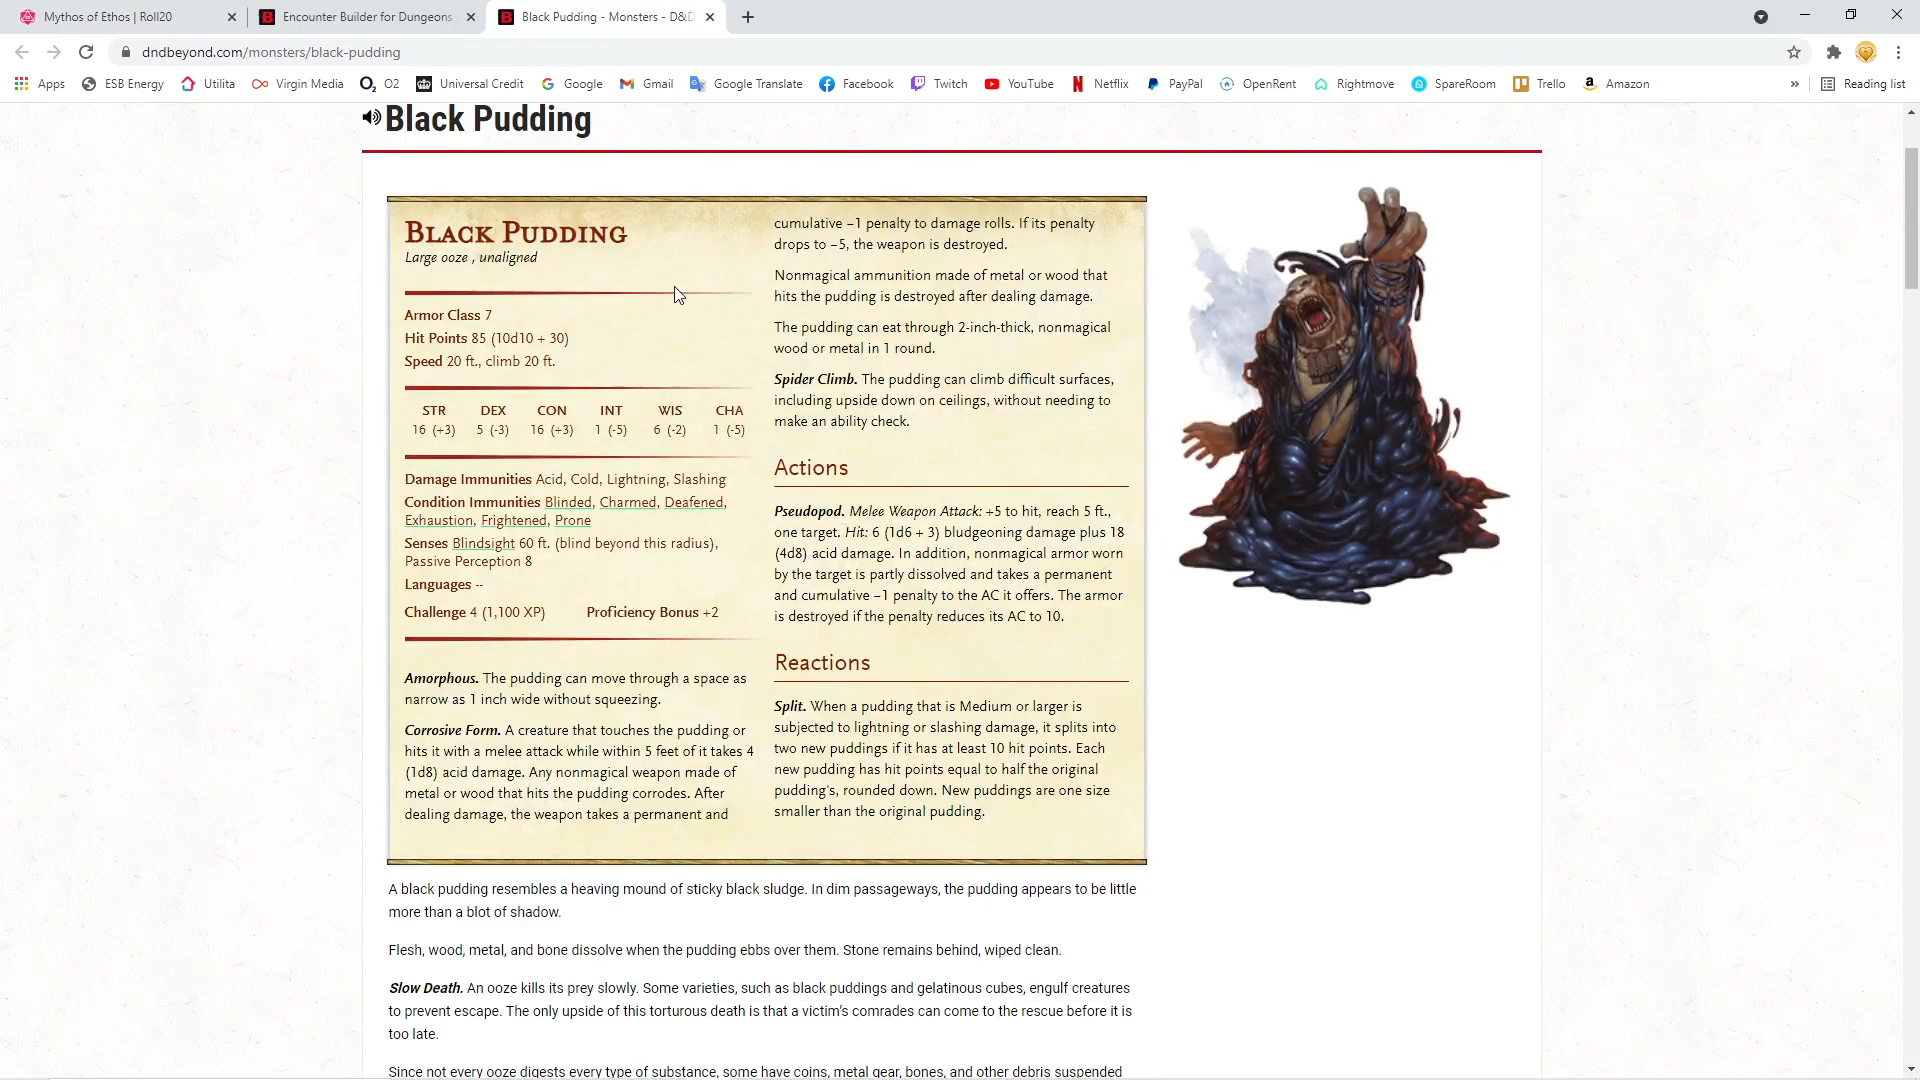 Mythos of Ethos | Roll20
Encounter Builder for Dungeons
Black Pudding - Monsters - D&D
dndbeyond.com/monsters/black-pudding
Apps
ESB Energy
Utilita
Virgin Media
O2
Universal Credit
Google
Gmail
Google Translate
Facebook
Twitch
YouTube
Netflix
PayPal
OpenRent
Rightmove
SpareRoom
Trello
Amazon
»
Reading list
Black Pudding
BLACK PUDDING
Large ooze , unaligned
Armor Class 7
Hit Points 85 (10d10 + 30)
Speed 20 ft., climb 20 ft.
STR DEX CON INT WIS CHA
16 (+3) 5 (-3) 16 (+3) 1 (-5) 6 (-2) 1 (-5)
Damage Immunities Acid, Cold, Lightning, Slashing
Condition Immunities Blinded, Charmed, Deafened,
Exhaustion, Frightened, Prone
Senses Blindsight 60 ft. (blind beyond this radius),
Passive Perception 8
Languages --
Challenge 4 (1,100 XP) Proficiency Bonus +2
Amorphous. The pudding can move through a space as
narrow as 1 inch wide without squeezing.
Corrosive Form. A creature that touches the pudding or
hits it with a melee attack while within 5 feet of it takes 4
(1d8) acid damage. Any nonmagical weapon made of
metal or wood that hits the pudding corrodes. After
dealing damage, the weapon takes a permanent and
cumulative −1 penalty to damage rolls. If its penalty
drops to −5, the weapon is destroyed.
Nonmagical ammunition made of metal or wood that
hits the pudding is destroyed after dealing damage.
The pudding can eat through 2-inch-thick, nonmagical
wood or metal in 1 round.
Spider Climb. The pudding can climb difficult surfaces,
including upside down on ceilings, without needing to
make an ability check.
Actions
Pseudopod. Melee Weapon Attack: +5 to hit, reach 5 ft.,
one target. Hit: 6 (1d6 + 3) bludgeoning damage plus 18
(4d8) acid damage. In addition, nonmagical armor worn
by the target is partly dissolved and takes a permanent
and cumulative −1 penalty to the AC it offers. The armor
is destroyed if the penalty reduces its AC to 10.
Reactions
Split. When a pudding that is Medium or larger is
subjected to lightning or slashing damage, it splits into
two new puddings if it has at least 10 hit points. Each
new pudding has hit points equal to half the original
pudding's, rounded down. New puddings are one size
smaller than the original pudding.
A black pudding resembles a heaving mound of sticky black sludge. In dim passageways, the pudding appears to be little
more than a blot of shadow.
Flesh, wood, metal, and bone dissolve when the pudding ebbs over them. Stone remains behind, wiped clean.
Slow Death. An ooze kills its prey slowly. Some varieties, such as black puddings and gelatinous cubes, engulf creatures
to prevent escape. The only upside of this torturous death is that a victim's comrades can come to the rescue before it is
too late.
Since not every ooze digests every type of substance, some have coins, metal gear, bones, and other debris suspended